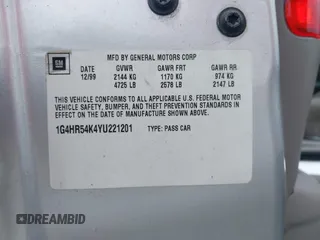 MFD BY GENERAL MOTORS CORP
GM DATE GVWR GAWR FRT GAWR RR
12/99 2144 KG 1170 KG 974 KG
4725 LB 2578 LB 2147 LB
THIS VEHICLE CONFORMS TO ALL APPLICABLE U.S. FEDERAL MOTOR
VEHICLE SAFETY, BUMPER, AND THEFT PREVENTION STANDARDS
IN EFFECT ON THE DATE OF MANUFACTURE SHOWN ABOVE.
1G4HR54K4YU221201 TYPE: PASS CAR
DREAMBID